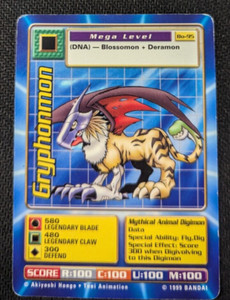 Bo-95
Mega Level
(DNA) — Blossomon + Deramon
Gryphonmon
580
LEGENDARY BLADE
480
LEGENDARY CLAW
300
DEFEND
Mythical Animal Digimon
Data
Special Ability: Fly,Dig
Special Effect: Score
300 when Digivolving
to this Digimon
SCORE R:100 C:100 U:100 M:100
© Akiyoshi Hongo • Toei Animation © 1999 BANDAI